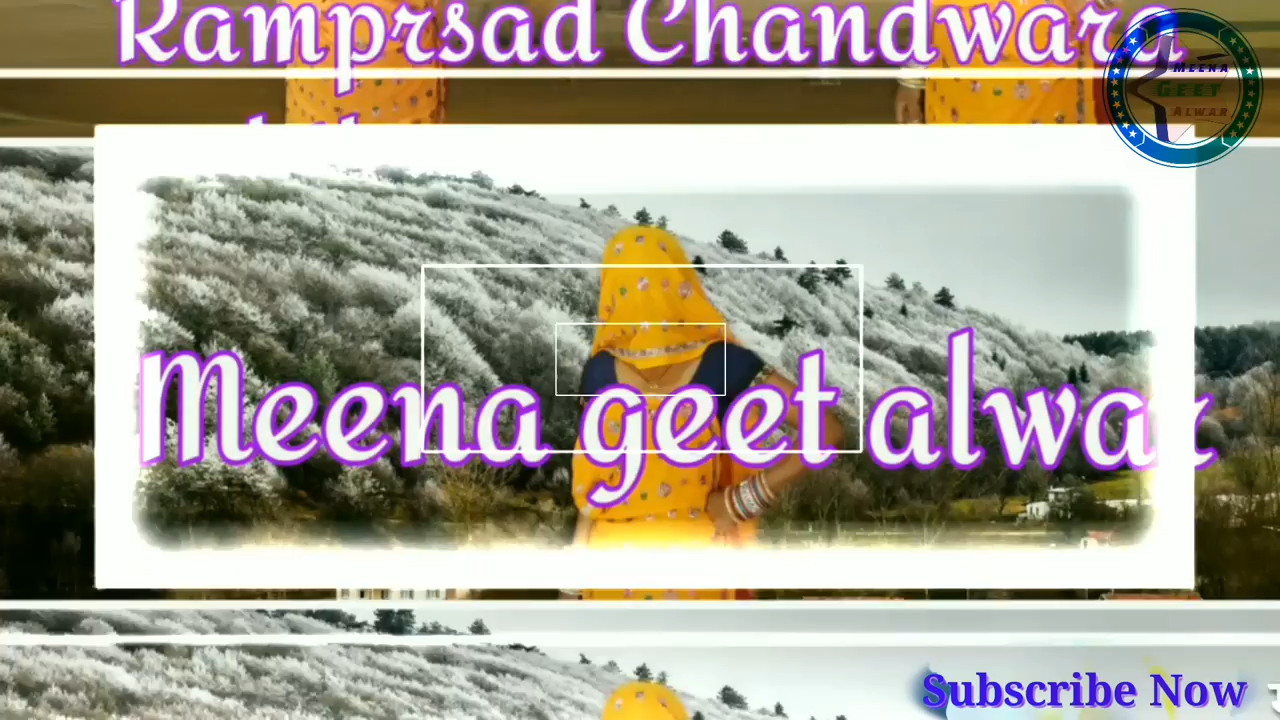 Ramprsad Chandwara
MEENA
GEET
ALWAR
Meena geet alwar
Subscribe Now